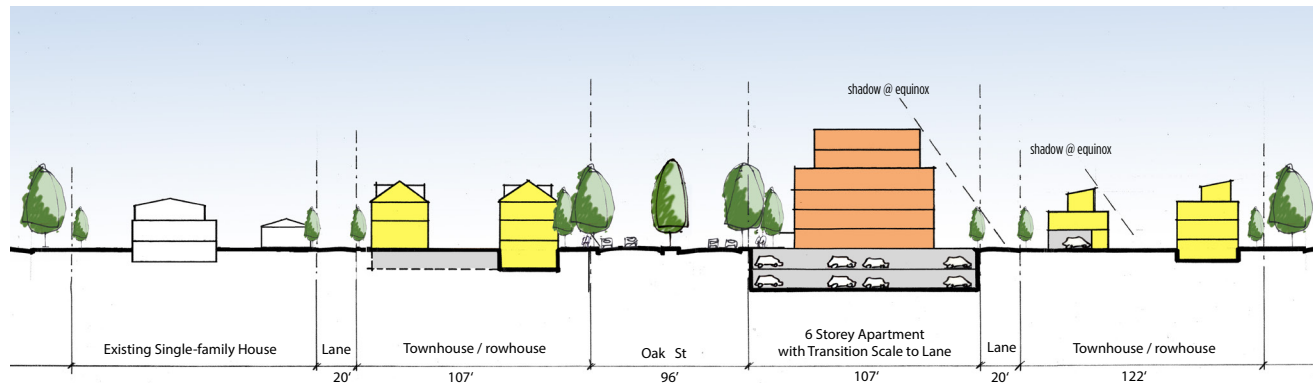 shadow @ equinox
shadow @ equinox
Existing Single-family House
Lane
20'
Townhouse / rowhouse
107'
Oak St
96'
6 Storey Apartment
with Transition Scale to Lane
107'
Lane
20'
Townhouse / rowhouse
122'